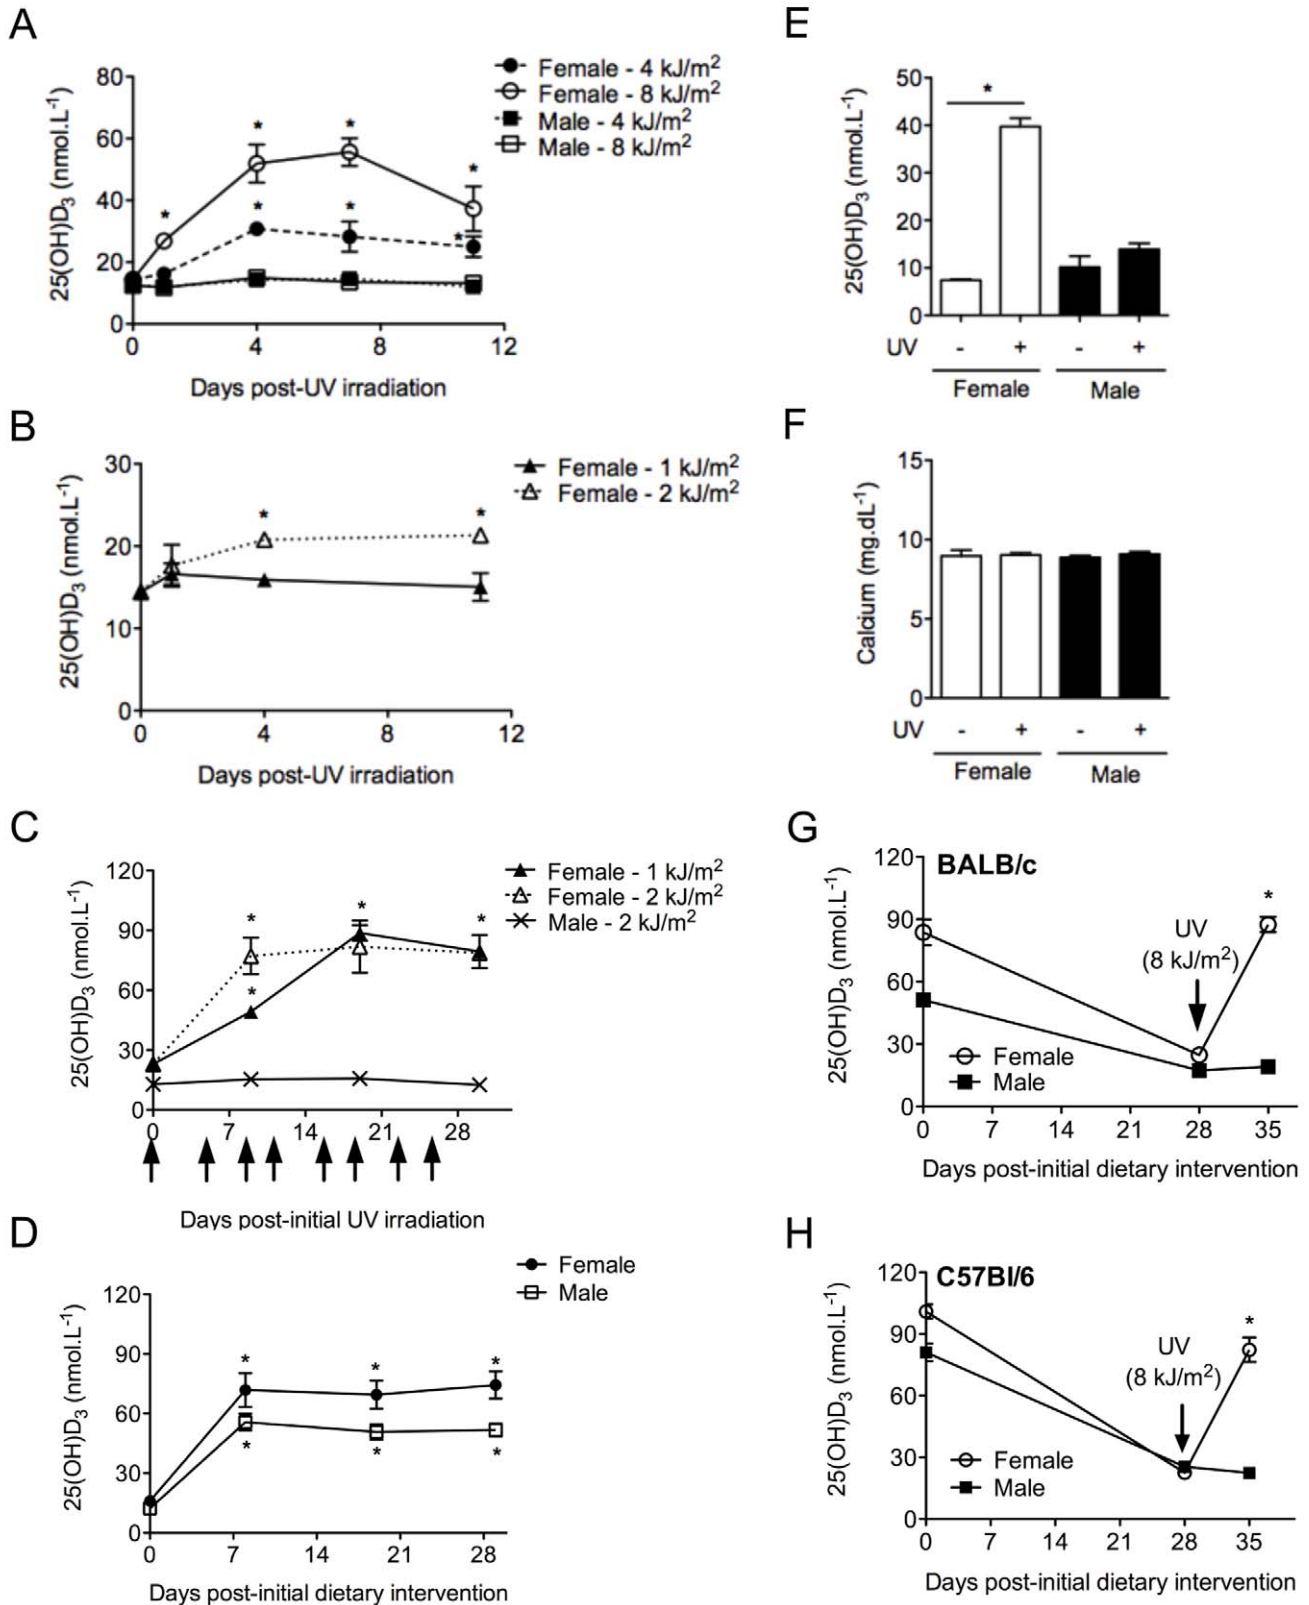 A
80
60
40
20
0
25(OH)D3 (nmol.L-1)
* * * * * * *
0 4 8 12
Days post-UV irradiation
Female - 4 kJ/m2
Female - 8 kJ/m2
Male - 4 kJ/m2
Male - 8 kJ/m2
E
50
40
30
20
10
0
25(OH)D3 (nmol.L-1)
*
UV - + - +
Female Male
B
30
20
10
0
25(OH)D3 (nmol.L-1)
* *
0 4 8 12
Days post-UV irradiation
Female - 1 kJ/m2
Female - 2 kJ/m2
F
15
10
5
0
Calcium (mg.dL-1)
UV - + - +
Female Male
C
120
90
60
30
0
25(OH)D3 (nmol.L-1)
* * * *
0 7 14 21 28
Days post-initial UV irradiation
Female - 1 kJ/m2
Female - 2 kJ/m2
Male - 2 kJ/m2
G
BALB/c
120
90
60
30
0
25(OH)D3 (nmol.L-1)
*
UV
(8 kJ/m2)
Female
Male
0 7 14 21 28 35
Days post-initial dietary intervention
D
120
90
60
30
0
25(OH)D3 (nmol.L-1)
* * *
* * *
0 7 14 21 28
Days post-initial dietary intervention
Female
Male
H
C57Bl/6
120
90
60
30
0
25(OH)D3 (nmol.L-1)
*
UV
(8 kJ/m2)
Female
Male
0 7 14 21 28 35
Days post-initial dietary intervention